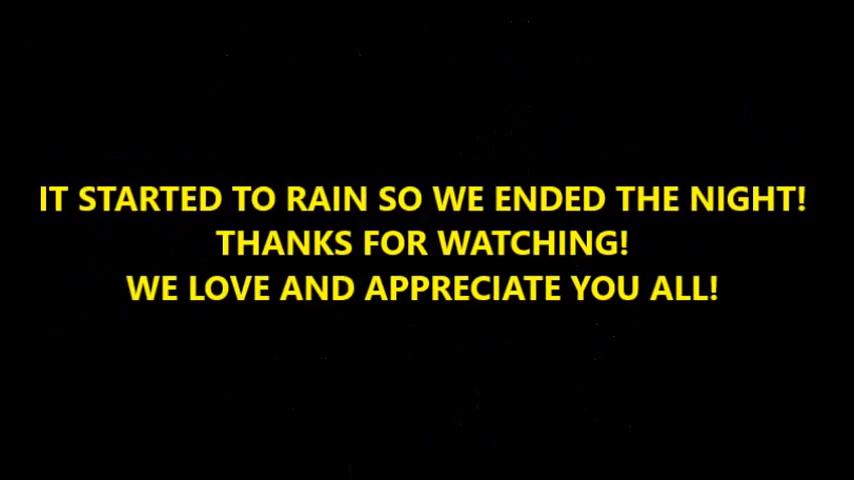 IT STARTED TO RAIN SO WE ENDED THE NIGHT!
THANKS FOR WATCHING!
WE LOVE AND APPRECIATE YOU ALL!